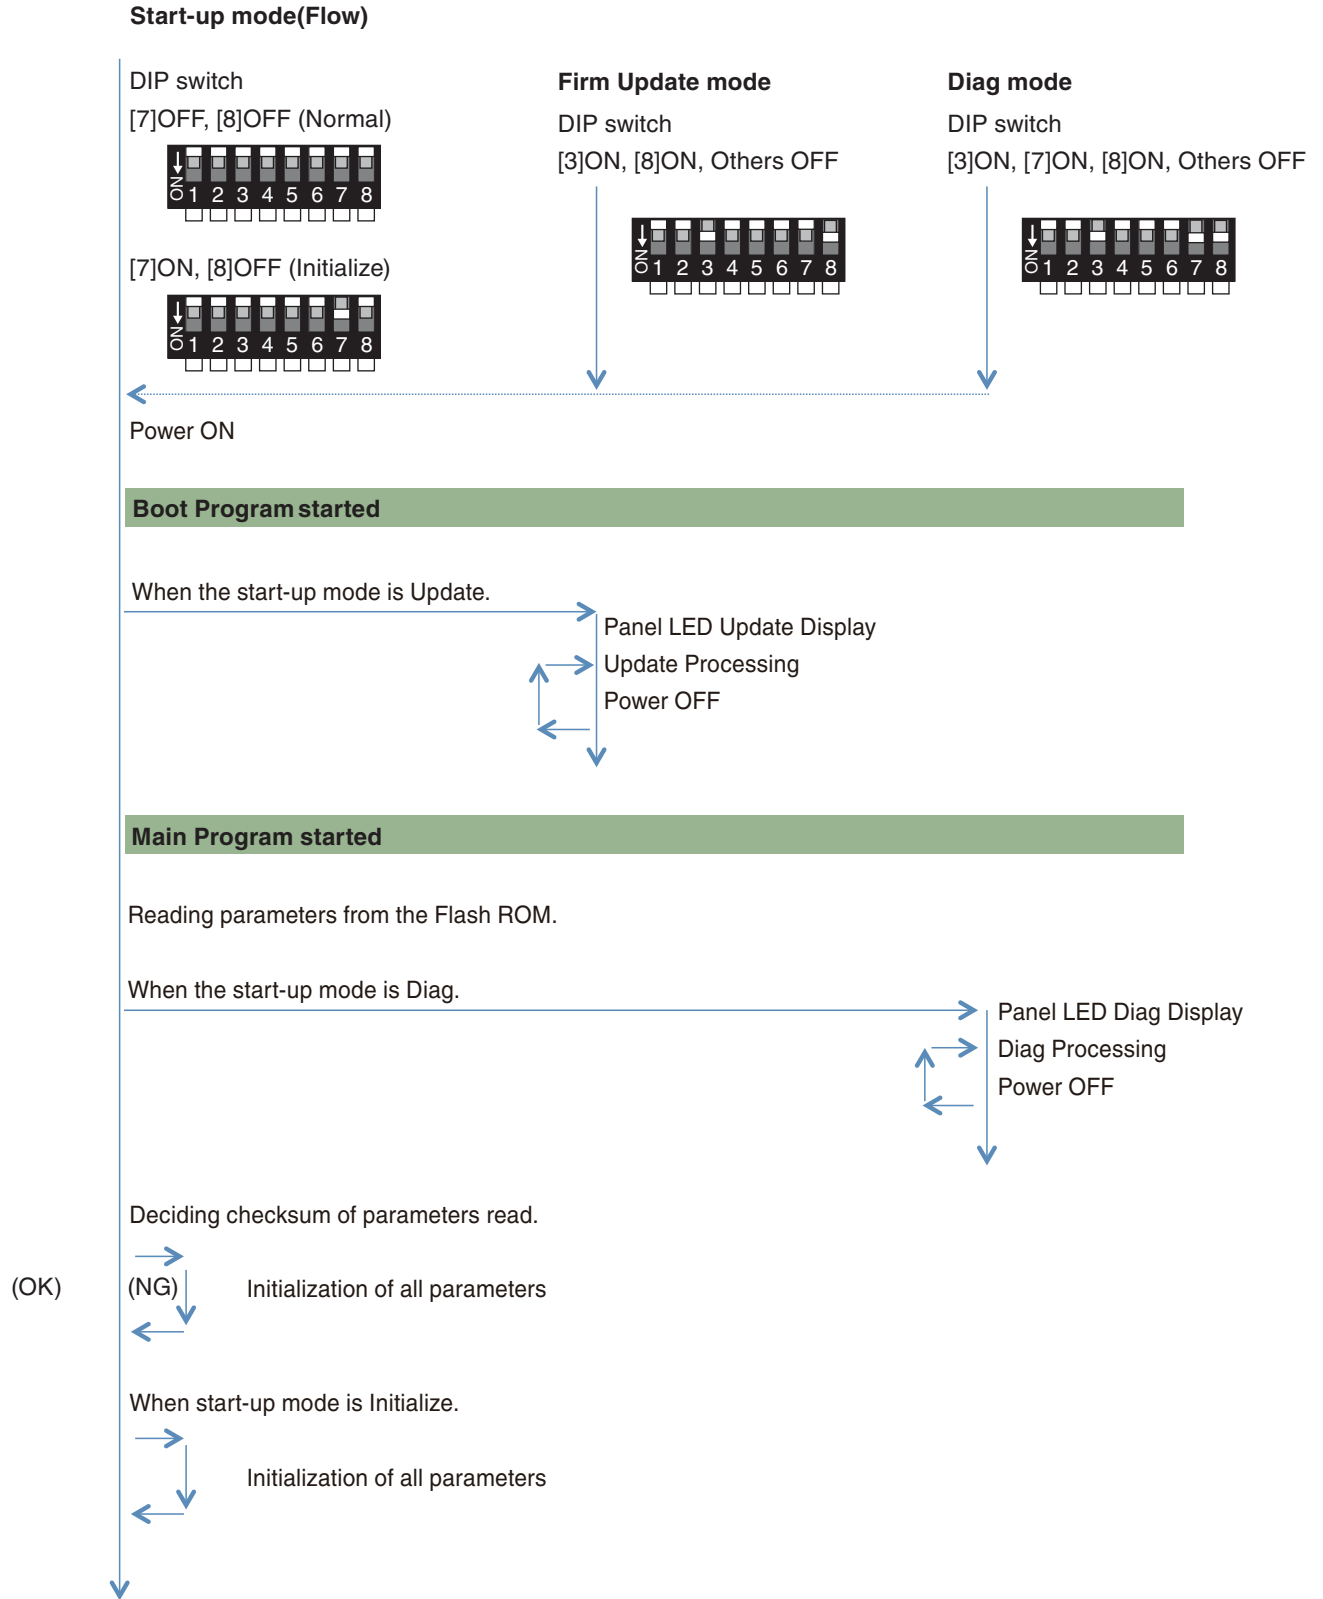 Start-up mode(Flow)
DIP switch
[7]OFF, [8]OFF (Normal)
ON 1 2 3 4 5 6 7 8
[7]ON, [8]OFF (Initialize)
ON 1 2 3 4 5 6 7 8
Firm Update mode
DIP switch
[3]ON, [8]ON, Others OFF
ON 1 2 3 4 5 6 7 8
Diag mode
DIP switch
[3]ON, [7]ON, [8]ON, Others OFF
ON 1 2 3 4 5 6 7 8
Power ON
Boot Program started
When the start-up mode is Update.
Panel LED Update Display
Update Processing
Power OFF
Main Program started
Reading parameters from the Flash ROM.
When the start-up mode is Diag.
Panel LED Diag Display
Diag Processing
Power OFF
Deciding checksum of parameters read.
(OK) (NG) Initialization of all parameters
When start-up mode is Initialize.
Initialization of all parameters